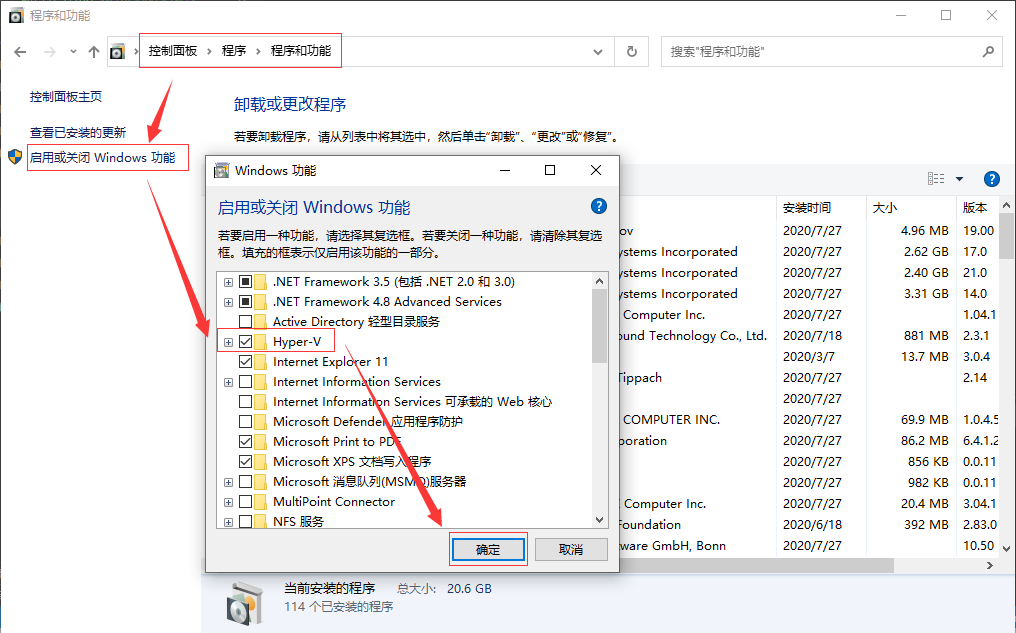 程序和功能
控制面板 › 程序 › 程序和功能
搜索"程序和功能"
控制面板主页
查看已安装的更新
启用或关闭 Windows 功能
卸载或更改程序
若要卸载程序，请从列表中将其选中，然后单击“卸载”、“更改”或“修复”。
Windows 功能
启用或关闭 Windows 功能
若要启用一种功能，请选择其复选框。若要关闭一种功能，请清除其复选
框。填充的框表示仅启用该功能的一部分。
.NET Framework 3.5 (包括 .NET 2.0 和 3.0)
.NET Framework 4.8 Advanced Services
Active Directory 轻型目录服务
Hyper-V
Internet Explorer 11
Internet Information Services
Internet Information Services 可承载的 Web 核心
Microsoft Defender 应用程序防护
Microsoft Print to PDF
Microsoft XPS 文档写入程序
Microsoft 消息队列(MSMQ)服务器
MultiPoint Connector
NFS 服务
确定 取消
安装时间 大小 版本
ov 2020/7/27 4.96 MB 19.00
ystems Incorporated 2020/7/27 2.62 GB 17.0
ystems Incorporated 2020/7/27 2.40 GB 21.0
ystems Incorporated 2020/7/27 3.31 GB 14.0
Computer Inc. 2020/7/27 1.04.1
ound Technology Co., Ltd. 2020/7/18 881 MB 2.3.1
2020/3/7 13.7 MB 3.0.4
Tippach 2020/7/27 2.14
2020/7/27
COMPUTER INC. 2020/7/27 69.9 MB 1.0.4.5
poration 2020/7/27 86.2 MB 6.4.1.2
2020/7/27 856 KB 0.0.11
2020/7/27 982 KB 0.0.11
Computer Inc. 2020/7/27 20.4 MB 3.04.1
Foundation 2020/6/18 392 MB 2.83.0
tware GmbH, Bonn 2020/7/27 10.50
当前安装的程序 总大小: 20.6 GB
114 个已安装的程序